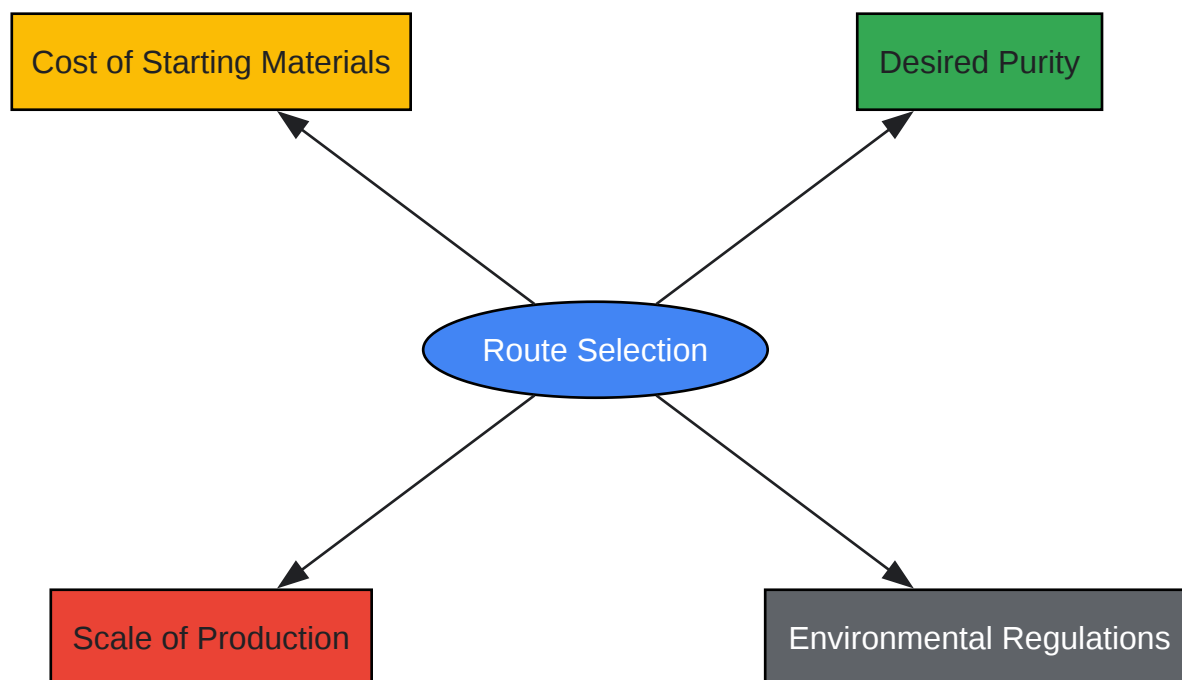 Cost of Starting Materials
Desired Purity
Route Selection
Scale of Production
Environmental Regulations